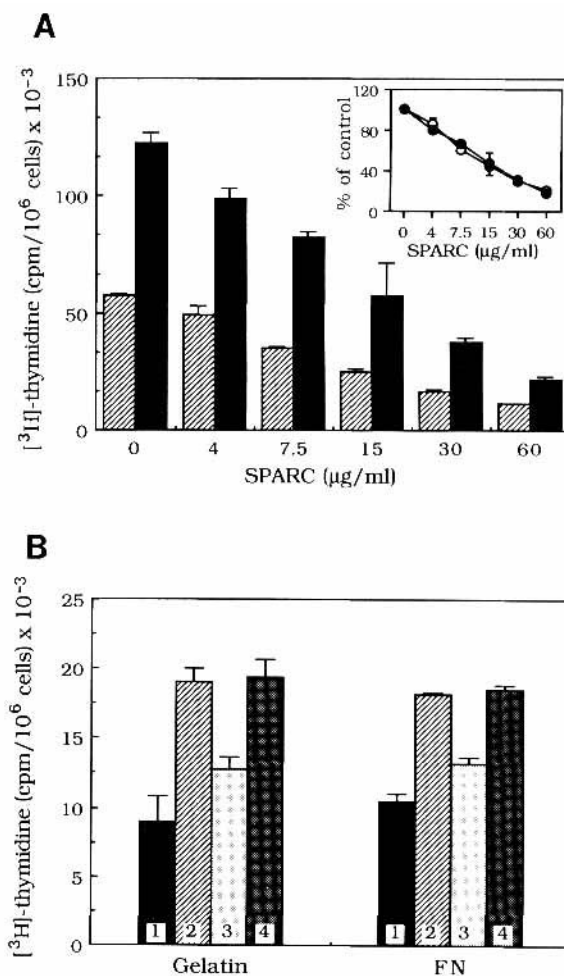 A
[³H]-thymidine (cpm/10⁶ cells) x 10⁻³
150
100
50
0
0 4 7.5 15 30 60
SPARC (µg/ml)
% of control
120
80
40
0
0 4 7.5 15 30 60
SPARC (µg/ml)
B
[³H]-thymidine (cpm/10⁶ cells) x 10⁻³
25
20
15
10
5
0
1 2 3 4 1 2 3 4
Gelatin FN